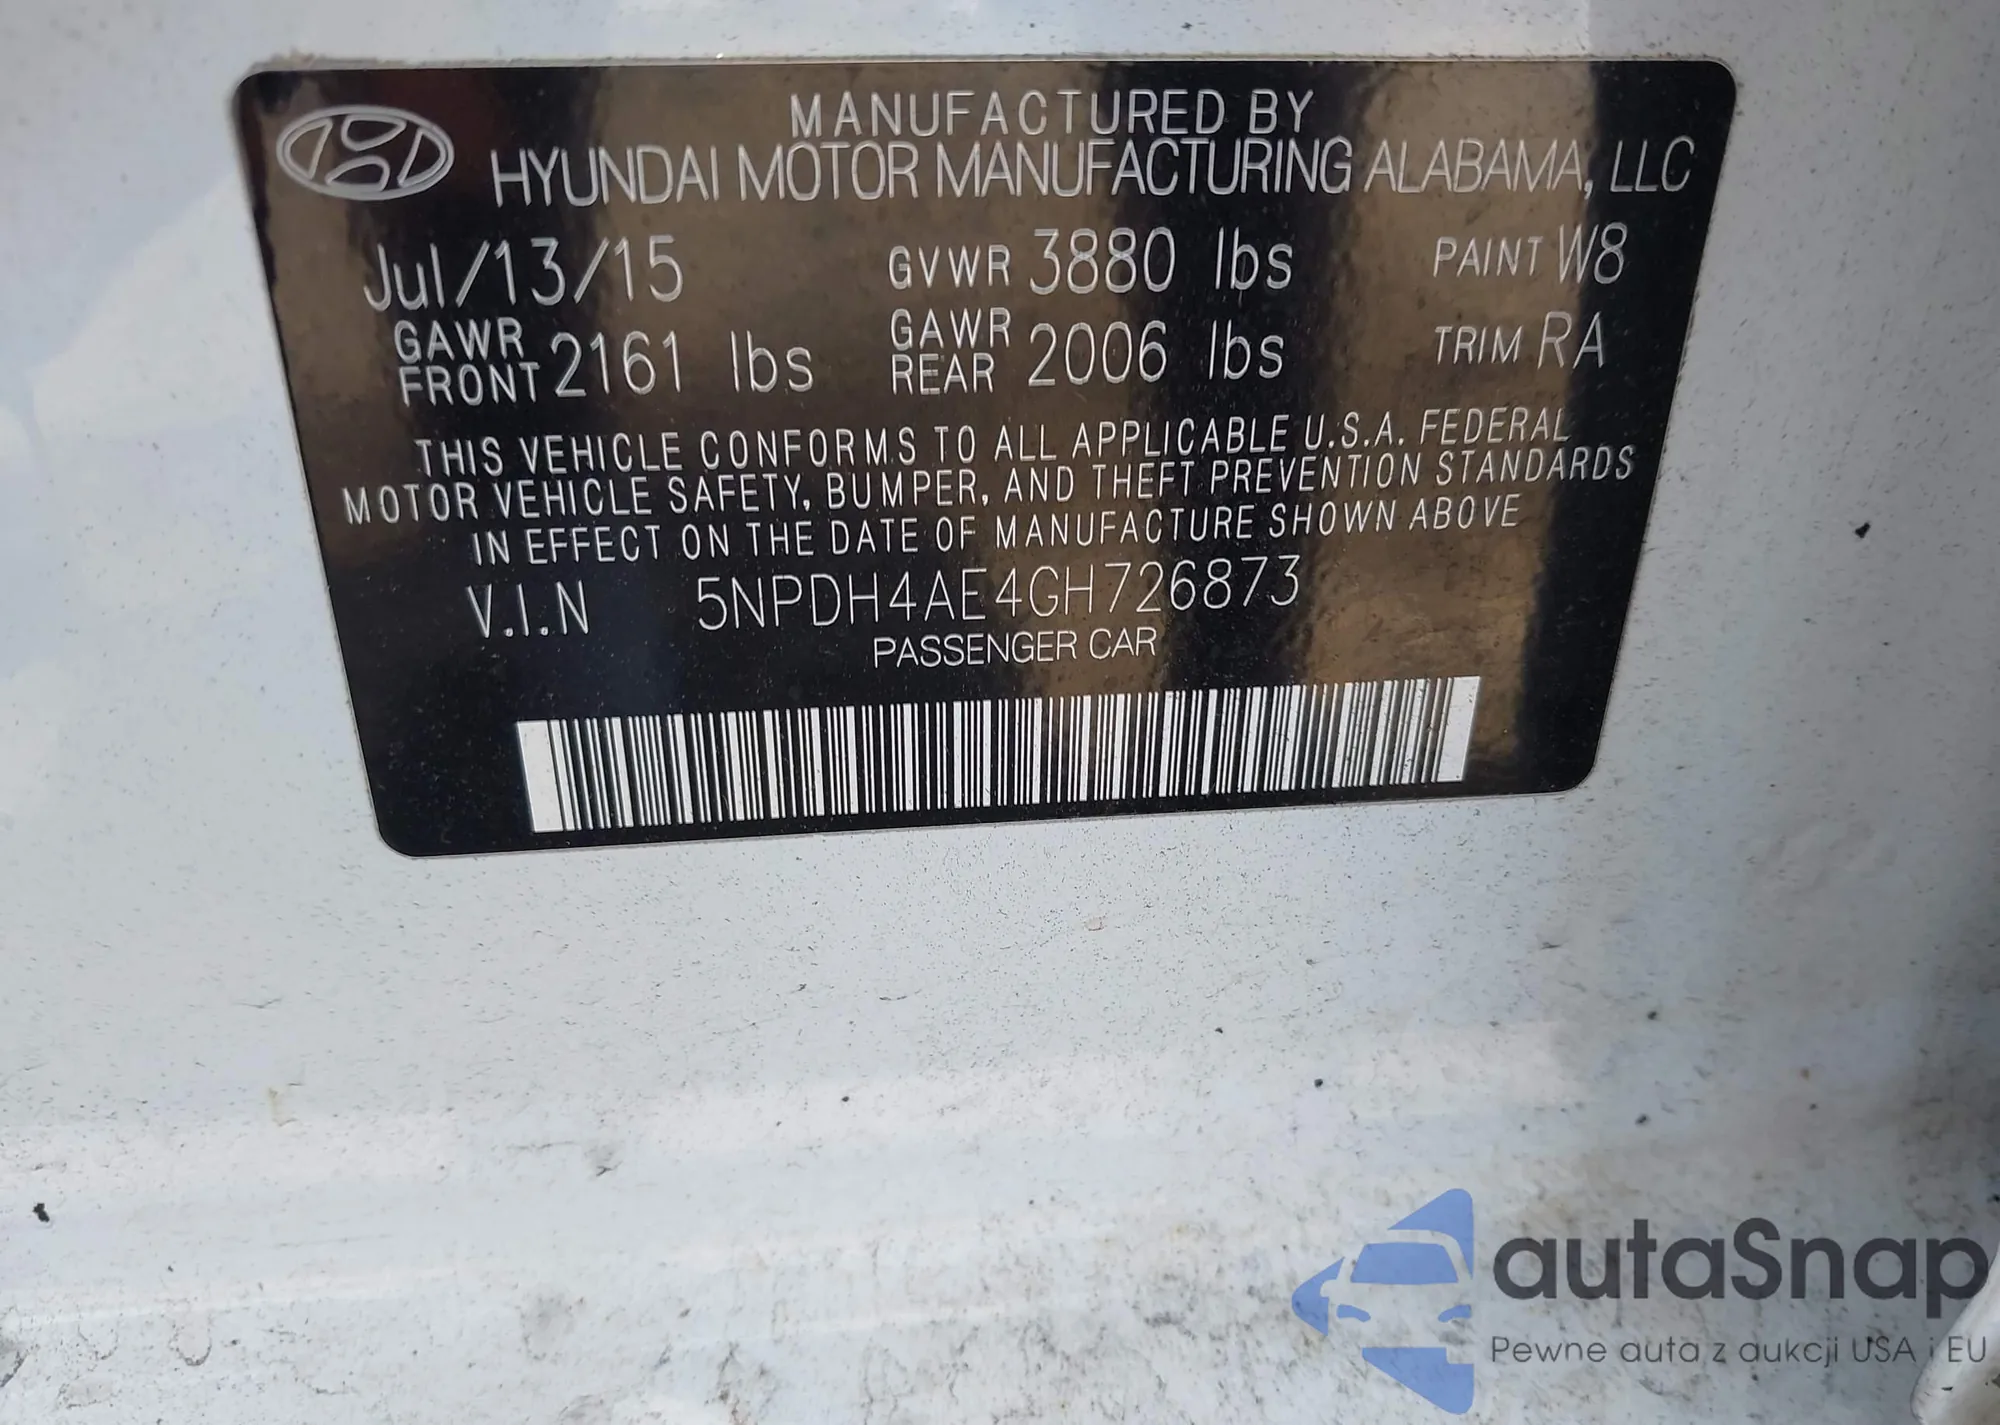 MANUFACTURED BY
HYUNDAI MOTOR MANUFACTURING ALABAMA, LLC
Jul/13/15 GVWR 3880 lbs PAINT W8
GAWR FRONT 2161 lbs GAWR REAR 2006 lbs TRIM RA
THIS VEHICLE CONFORMS TO ALL APPLICABLE U.S.A. FEDERAL
MOTOR VEHICLE SAFETY, BUMPER, AND THEFT PREVENTION STANDARDS
IN EFFECT ON THE DATE OF MANUFACTURE SHOWN ABOVE
V.I.N 5NPDH4AE4GH726873
PASSENGER CAR
autaSnap
Pewne auta z aukcji USA i EU